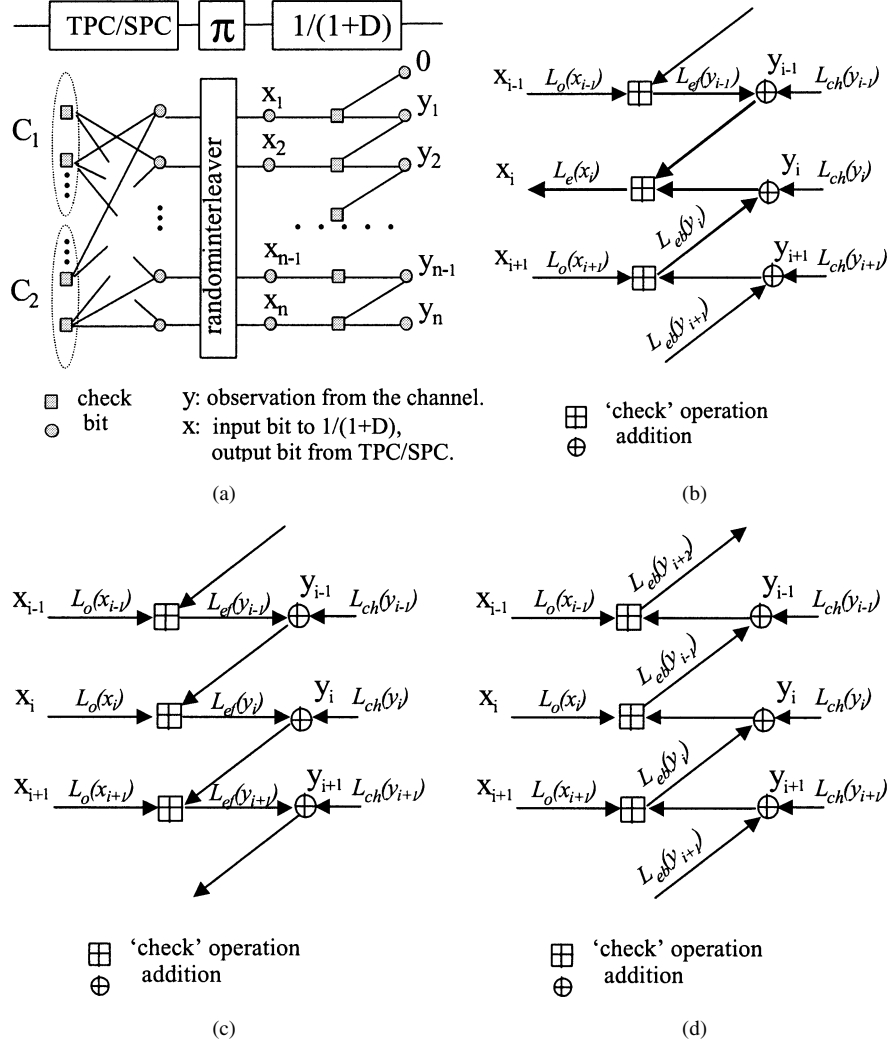 TPC/SPC π 1/(1+D)
0
C1
x1
y1
x2
y2
randominterleaver
C2
xn-1
yn-1
xn
yn
check
bit
y: observation from the channel.
x: input bit to 1/(1+D),
output bit from TPC/SPC.
(a)
xi-1 Lo(xi-1) Lef(yi-1) yi-1 Lch(yi-1)
xi Le(xi) yi Lch(yi)
Leb(yi)
xi+1 Lo(xi+1) yi+1 Lch(yi+1)
Leb(yi+1)
'check' operation
addition
(b)
xi-1 Lo(xi-1) Lef(yi-1) yi-1 Lch(yi-1)
xi Lo(xi) Lef(yi) yi Lch(yi)
xi+1 Lo(xi+1) Lef(yi+1) yi+1 Lch(yi+1)
'check' operation
addition
(c)
Leb(yi+2)
xi-1 Lo(xi-1) yi-1 Lch(yi-1)
Leb(yi-1)
xi Lo(xi) yi Lch(yi)
Leb(yi)
xi+1 Lo(xi+1) yi+1 Lch(yi+1)
Leb(yi+1)
'check' operation
addition
(d)